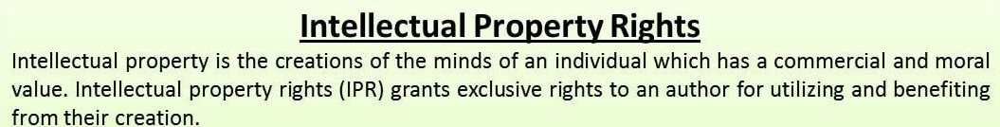 Intellectual Property Rights
Intellectual property is the creations of the minds of an individual which has a commercial and moral
value. Intellectual property rights (IPR) grants exclusive rights to an author for utilizing and benefiting
from their creation.